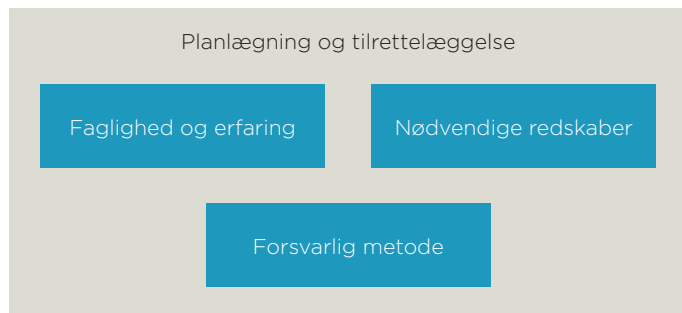 Planlægning og tilrettelæggelse
Faglighed og erfaring
Nødvendige redskaber
Forsvarlig metode